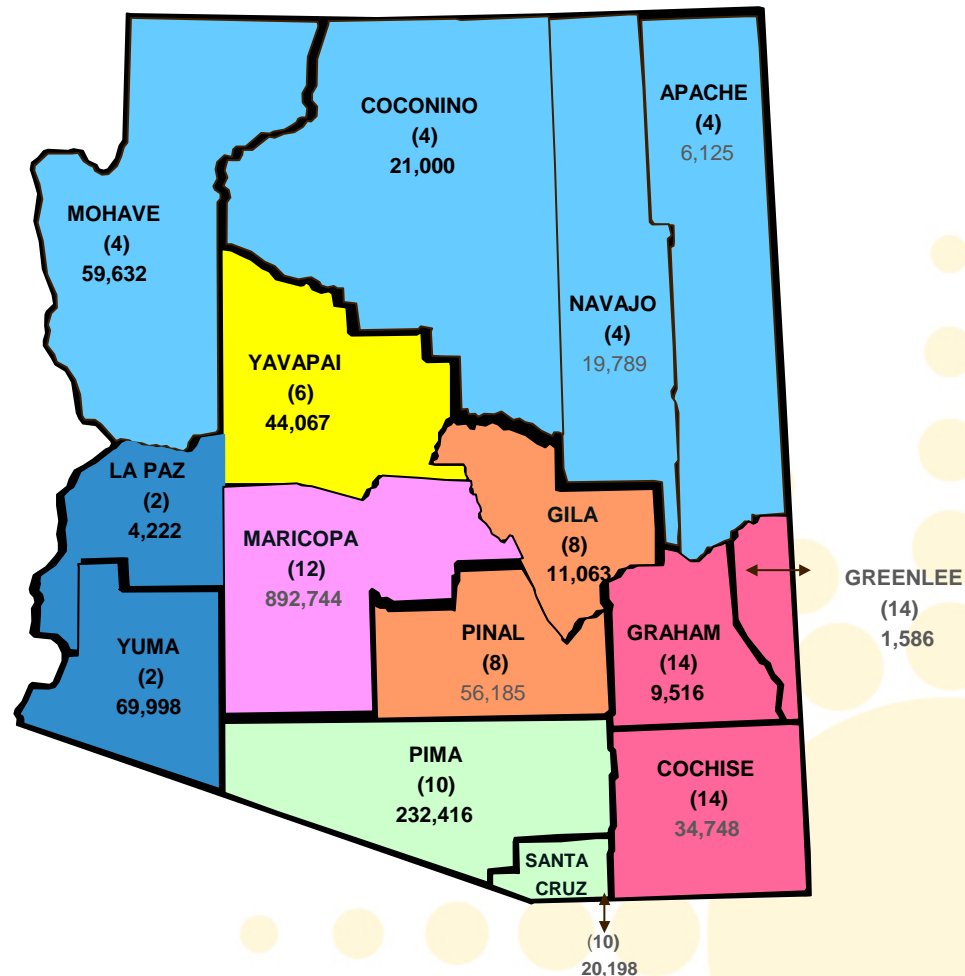 COCONINO
(4)
21,000
APACHE
(4)
6,125
MOHAVE
(4)
59,632
NAVAJO
(4)
19,789
YAVAPAI
(6)
44,067
LA PAZ
(2)
4,222
MARICOPA
(12)
892,744
GILA
(8)
11,063
GREENLEE
(14)
1,586
YUMA
(2)
69,998
PINAL
(8)
56,185
GRAHAM
(14)
9,516
PIMA
(10)
232,416
COCHISE
(14)
34,748
SANTA
CRUZ
(10)
20,198